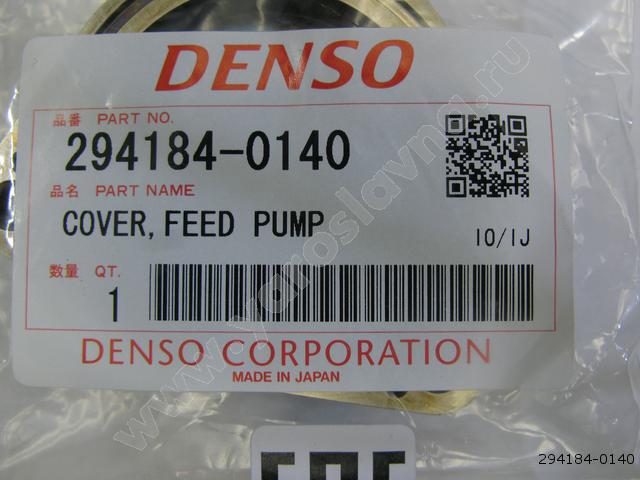 DENSO
品番 PART NO.
294184-0140
品名 PART NAME
COVER, FEED PUMP
IO/IJ
数量 QT.
1
DENSO CORPORATION
MADE IN JAPAN
www.yaroslavna.ru
294184-0140